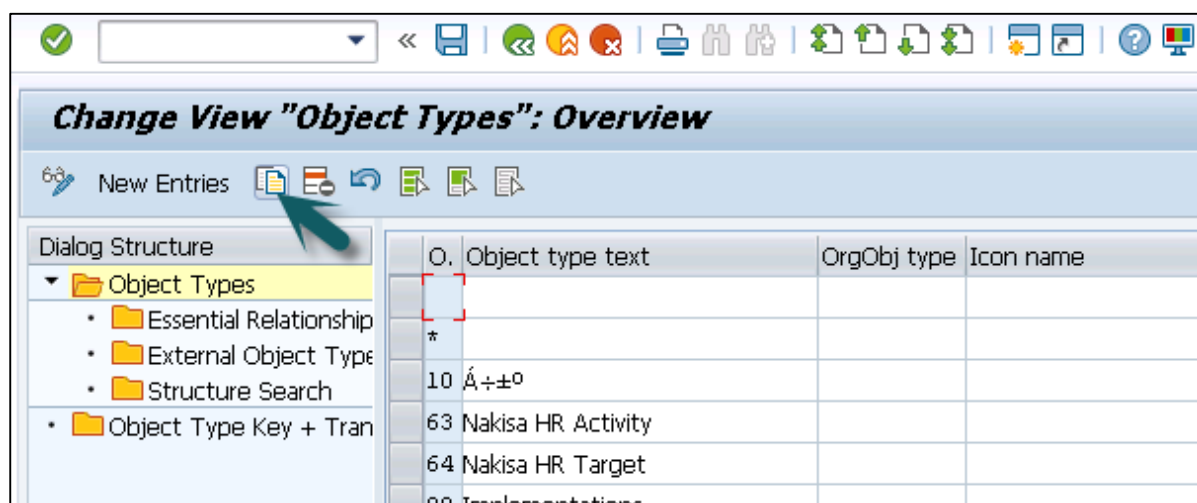 Change View "Object Types": Overview
New Entries
Dialog Structure
Object Types
Essential Relationship
External Object Type
Structure Search
Object Type Key + Tran
O. Object type text OrgObj type Icon name
*
10 Á÷±º
63 Nakisa HR Activity
64 Nakisa HR Target